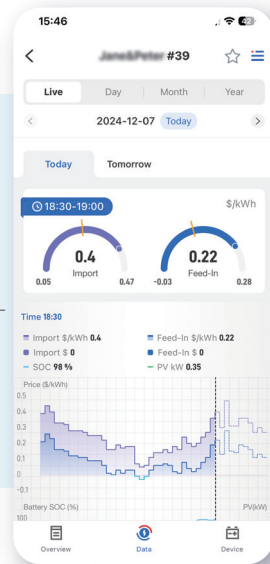 15:46
#39
Live Day Month Year
2024-12-07 Today
Today Tomorrow
18:30-19:00 $/kWh
0.4 0.22
Import Feed-In
0.05 0.47 -0.03 0.28
Time 18:30
Import $/kWh 0.4 Feed-In $/kWh 0.22
Import $ 0 Feed-In $ 0
SOC 98 % PV kW 0.35
Price ($/kWh)
0.5
0.4
0.3
0.2
0.1
0
-0.1
Battery SOC (%) PV(kW)
100
Overview Data Device